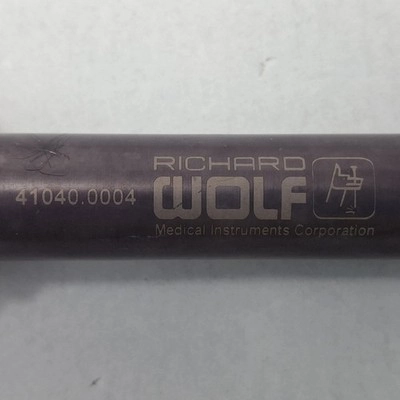 41040.0004
RICHARD
WOLF
Medical Instruments Corporation